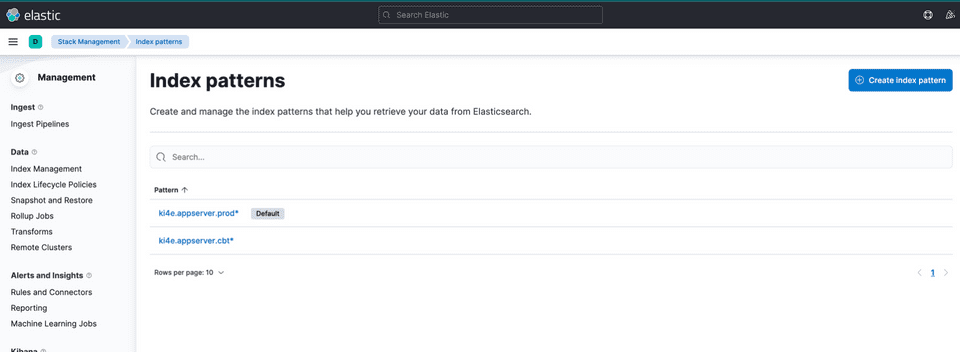 elastic
Search Elastic
D
Stack Management
Index patterns
Management
Ingest
Ingest Pipelines
Data
Index Management
Index Lifecycle Policies
Snapshot and Restore
Rollup Jobs
Transforms
Remote Clusters
Alerts and Insights
Rules and Connectors
Reporting
Machine Learning Jobs
Kibana
Index patterns
Create index pattern
Create and manage the index patterns that help you retrieve your data from Elasticsearch.
Search...
Pattern
ki4e.appserver.prod*
Default
ki4e.appserver.cbt*
Rows per page: 10
1